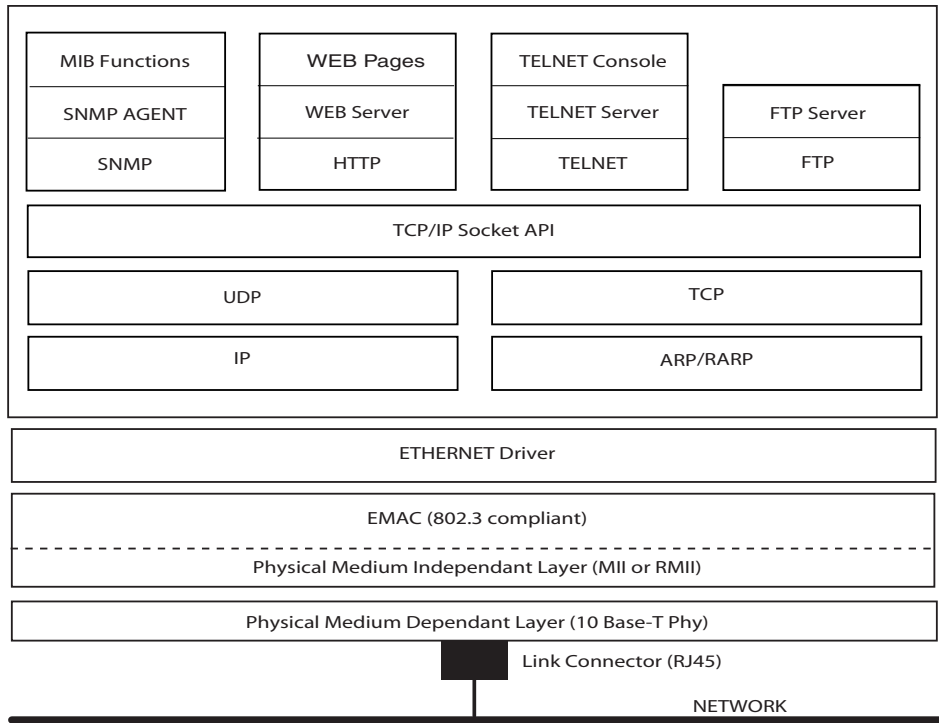 MIB Functions
SNMP AGENT
SNMP
WEB Pages
WEB Server
HTTP
TELNET Console
TELNET Server
TELNET
FTP Server
FTP
TCP/IP Socket API
UDP
TCP
IP
ARP/RARP
ETHERNET Driver
EMAC (802.3 compliant)
Physical Medium Independant Layer (MII or RMII)
Physical Medium Dependant Layer (10 Base-T Phy)
Link Connector (RJ45)
NETWORK